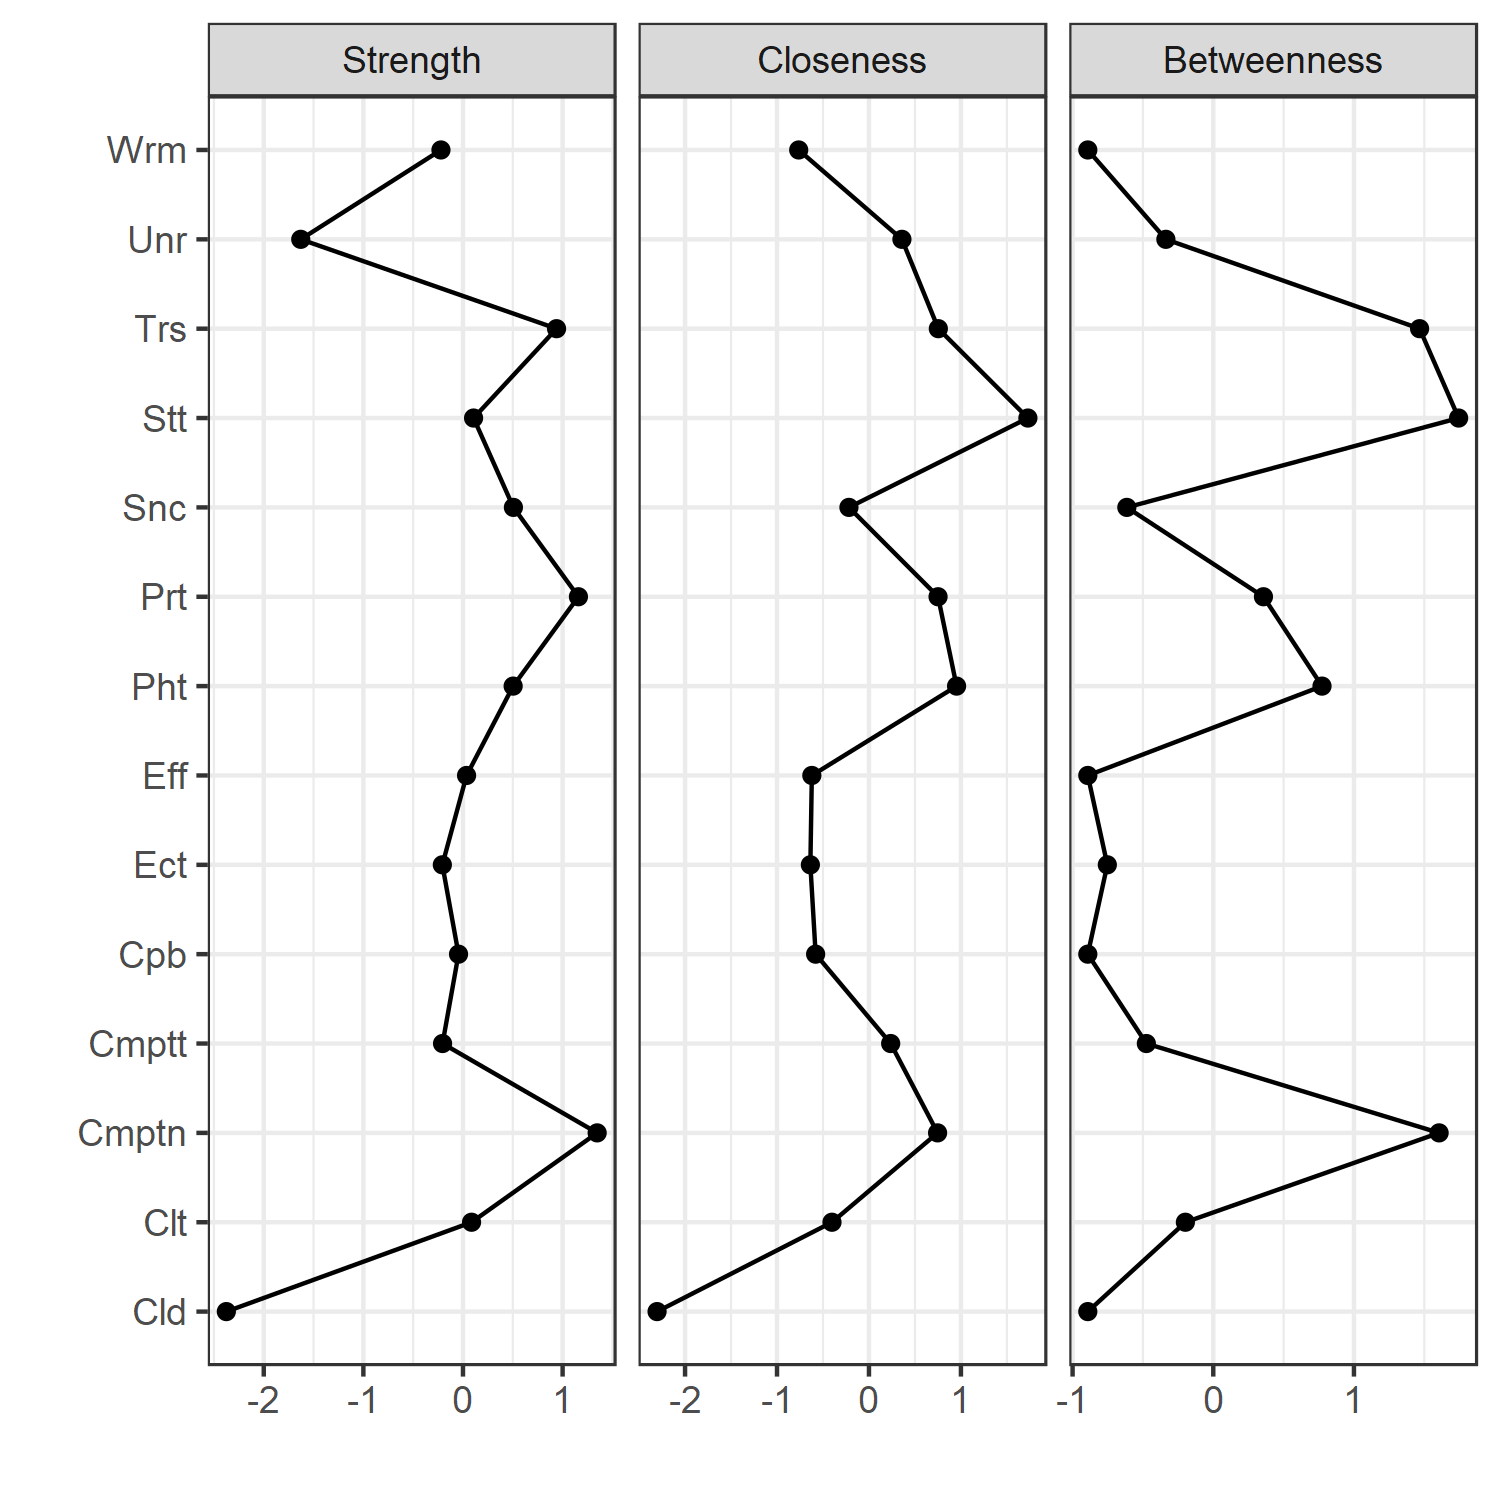 Strength Closeness Betweenness
Wrm
Unr
Trs
Stt
Snc
Prt
Pht
Eff
Ect
Cpb
Cmptt
Cmptn
Clt
Cld
-2 -1 0 1 -2 -1 0 1 -1 0 1